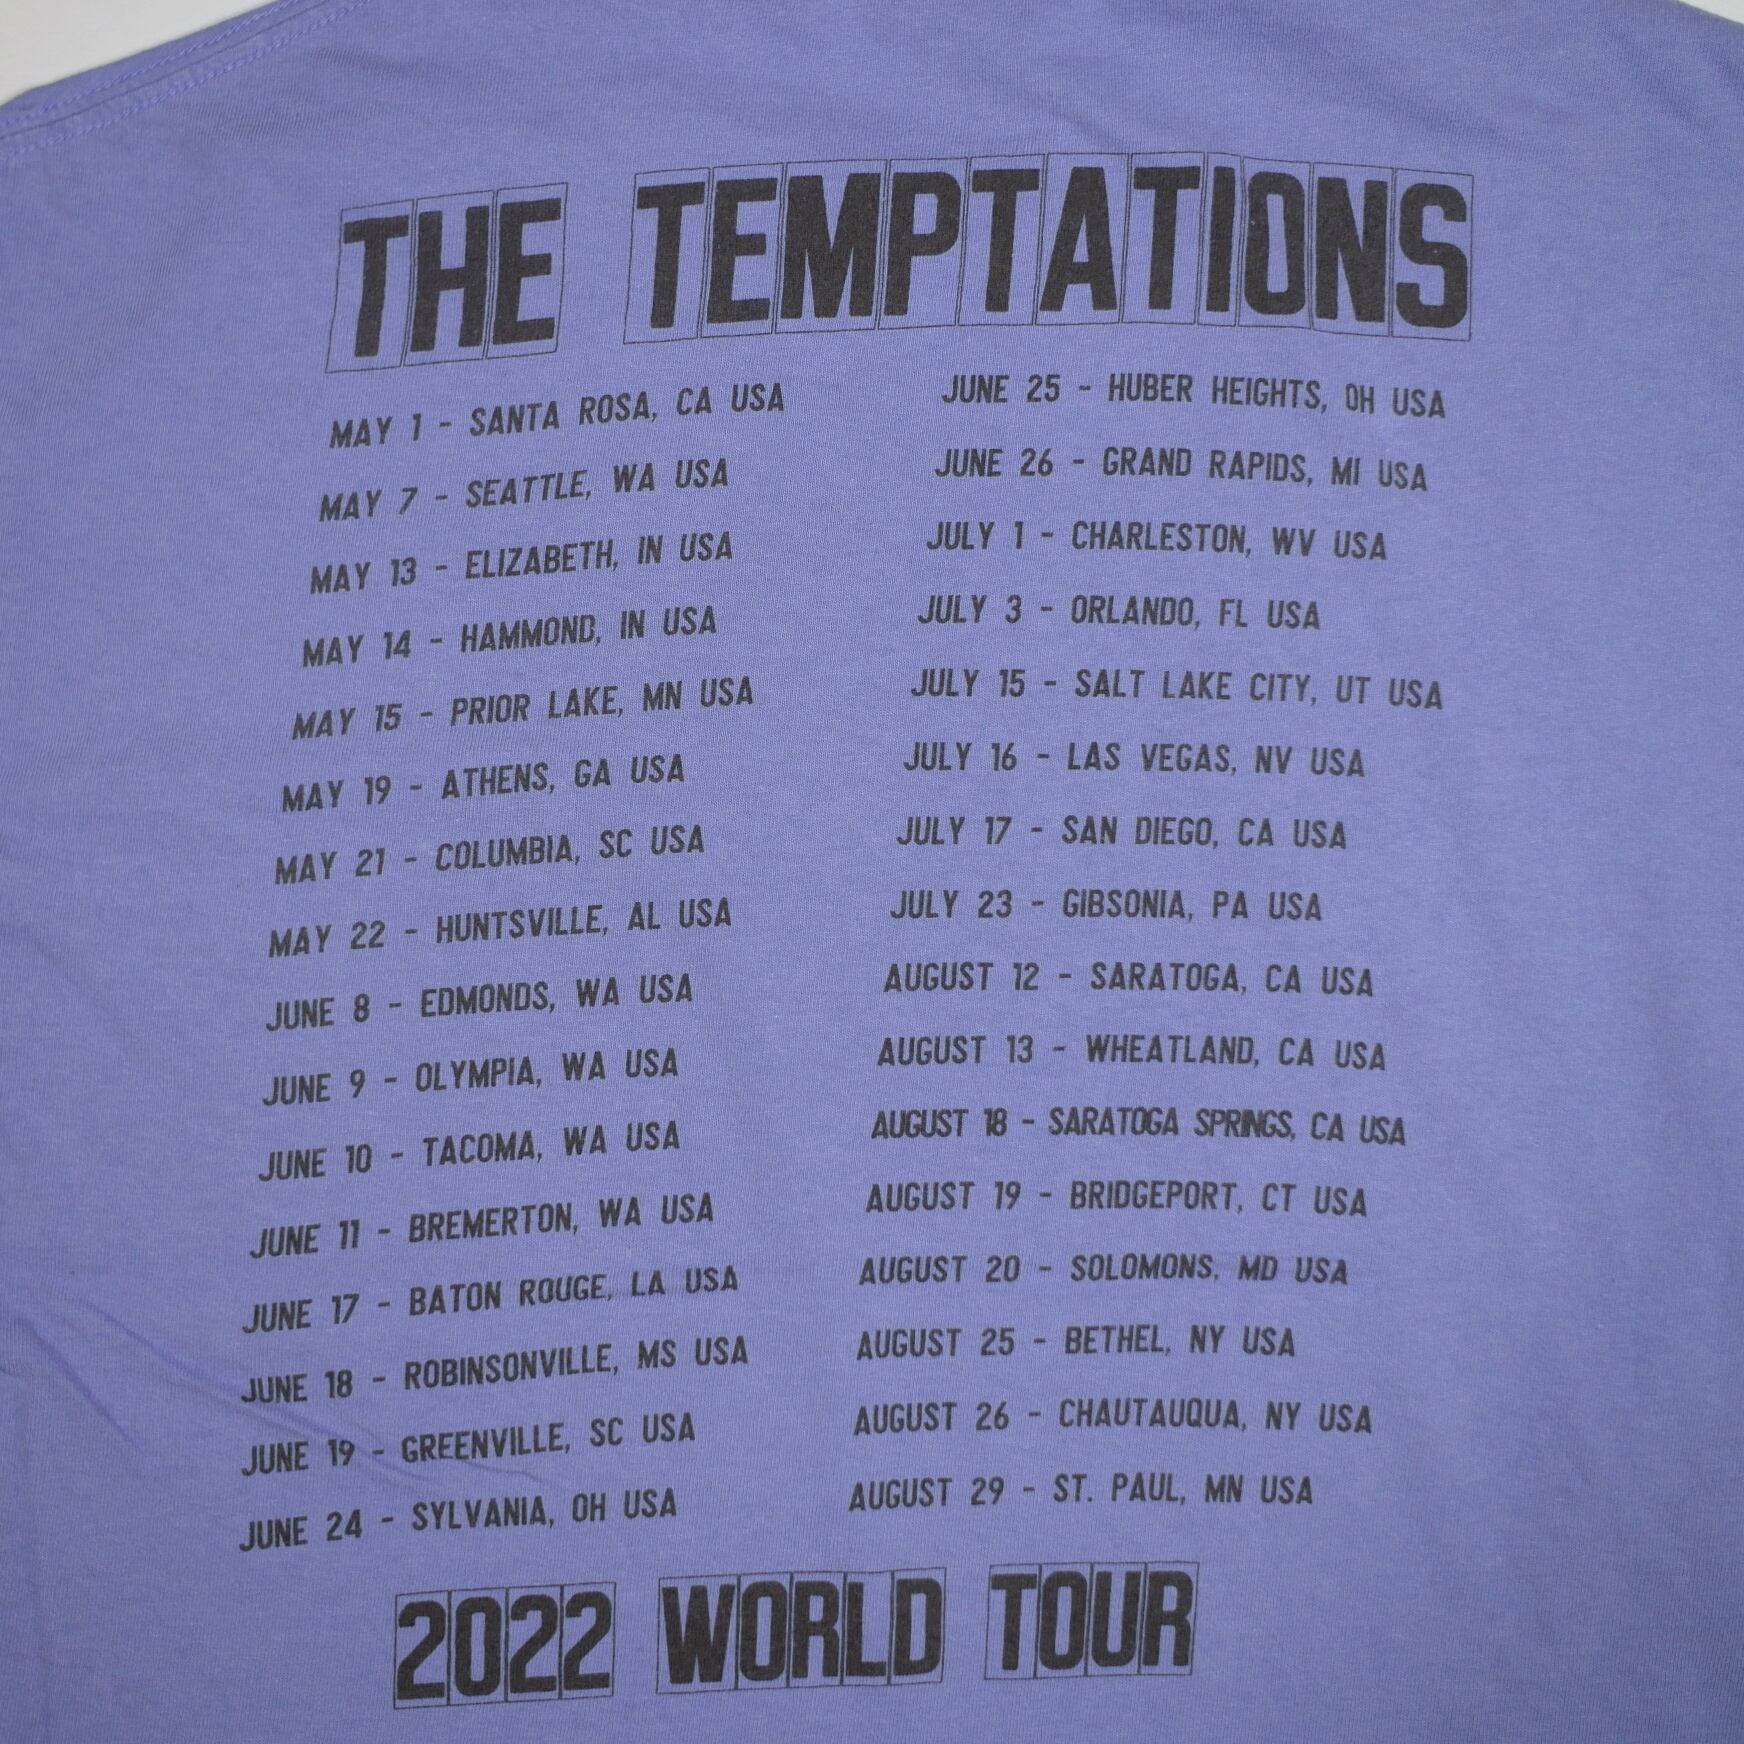 THE TEMPTATIONS
MAY 1 - SANTA ROSA, CA USA
MAY 7 - SEATTLE, WA USA
MAY 13 - ELIZABETH, IN USA
MAY 14 - HAMMOND, IN USA
MAY 15 - PRIOR LAKE, MN USA
MAY 19 - ATHENS, GA USA
MAY 21 - COLUMBIA, SC USA
MAY 22 - HUNTSVILLE, AL USA
JUNE 8 - EDMONDS, WA USA
JUNE 9 - OLYMPIA, WA USA
JUNE 10 - TACOMA, WA USA
JUNE 11 - BREMERTON, WA USA
JUNE 17 - BATON ROUGE, LA USA
JUNE 18 - ROBINSONVILLE, MS USA
JUNE 19 - GREENVILLE, SC USA
JUNE 24 - SYLVANIA, OH USA
JUNE 25 - HUBER HEIGHTS, OH USA
JUNE 26 - GRAND RAPIDS, MI USA
JULY 1 - CHARLESTON, WV USA
JULY 3 - ORLANDO, FL USA
JULY 15 - SALT LAKE CITY, UT USA
JULY 16 - LAS VEGAS, NV USA
JULY 17 - SAN DIEGO, CA USA
JULY 23 - GIBSONIA, PA USA
AUGUST 12 - SARATOGA, CA USA
AUGUST 13 - WHEATLAND, CA USA
AUGUST 18 - SARATOGA SPRINGS, CA USA
AUGUST 19 - BRIDGEPORT, CT USA
AUGUST 20 - SOLOMONS, MD USA
AUGUST 25 - BETHEL, NY USA
AUGUST 26 - CHAUTAUQUA, NY USA
AUGUST 29 - ST. PAUL, MN USA
2022 WORLD TOUR